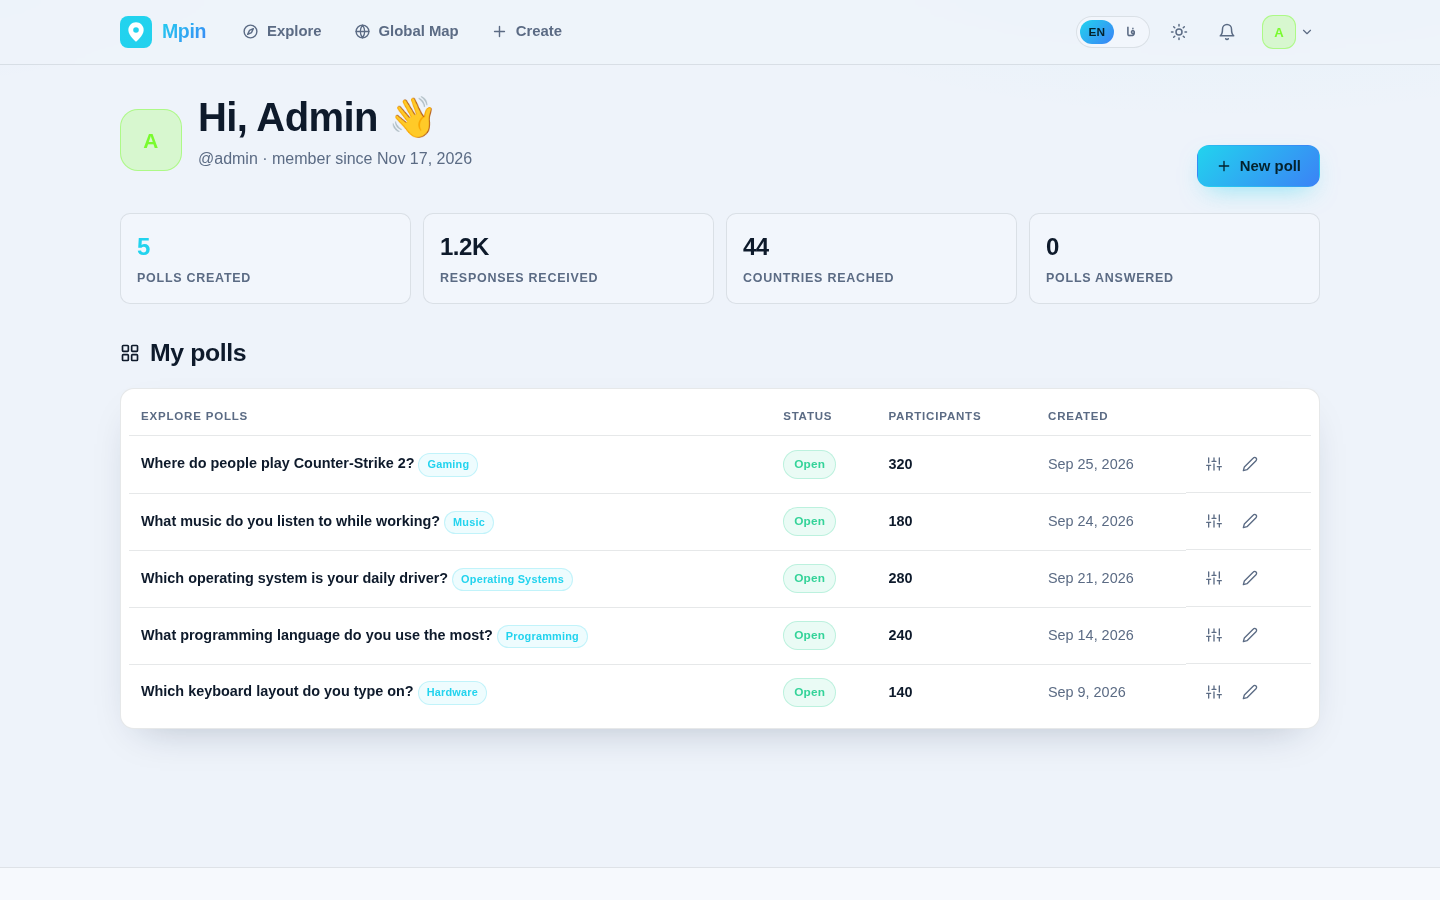 Mpin
Explore
Global Map
Create
EN
A
A
Hi, Admin 👋
@admin · member since Nov 17, 2026
New poll
5
POLLS CREATED
1.2K
RESPONSES RECEIVED
44
COUNTRIES REACHED
0
POLLS ANSWERED
My polls
EXPLORE POLLS STATUS PARTICIPANTS CREATED
Where do people play Counter-Strike 2? Gaming Open 320 Sep 25, 2026
What music do you listen to while working? Music Open 180 Sep 24, 2026
Which operating system is your daily driver? Operating Systems Open 280 Sep 21, 2026
What programming language do you use the most? Programming Open 240 Sep 14, 2026
Which keyboard layout do you type on? Hardware Open 140 Sep 9, 2026